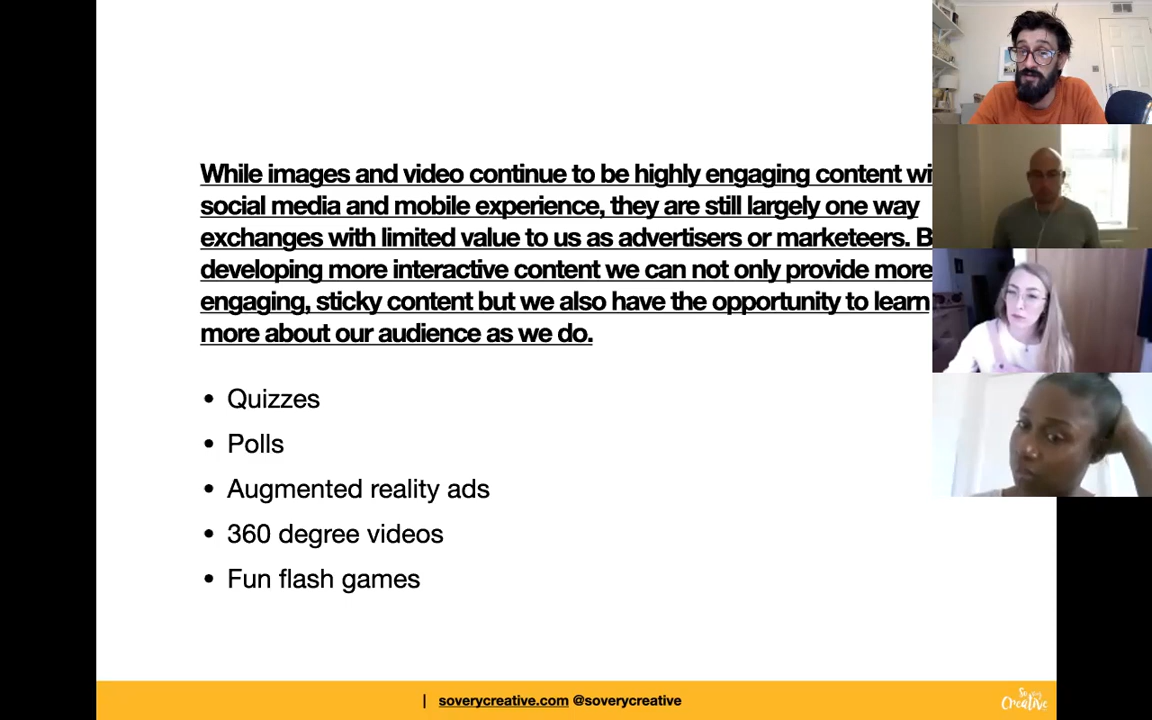 While images and video continue to be highly engaging content wi
social media and mobile experience, they are still largely one way
exchanges with limited value to us as advertisers or marketeers. B
developing more interactive content we can not only provide more
engaging, sticky content but we also have the opportunity to learn
more about our audience as we do.
• Quizzes
• Polls
• Augmented reality ads
• 360 degree videos
• Fun flash games
| soverycreative.com @soverycreative
So very
Creative